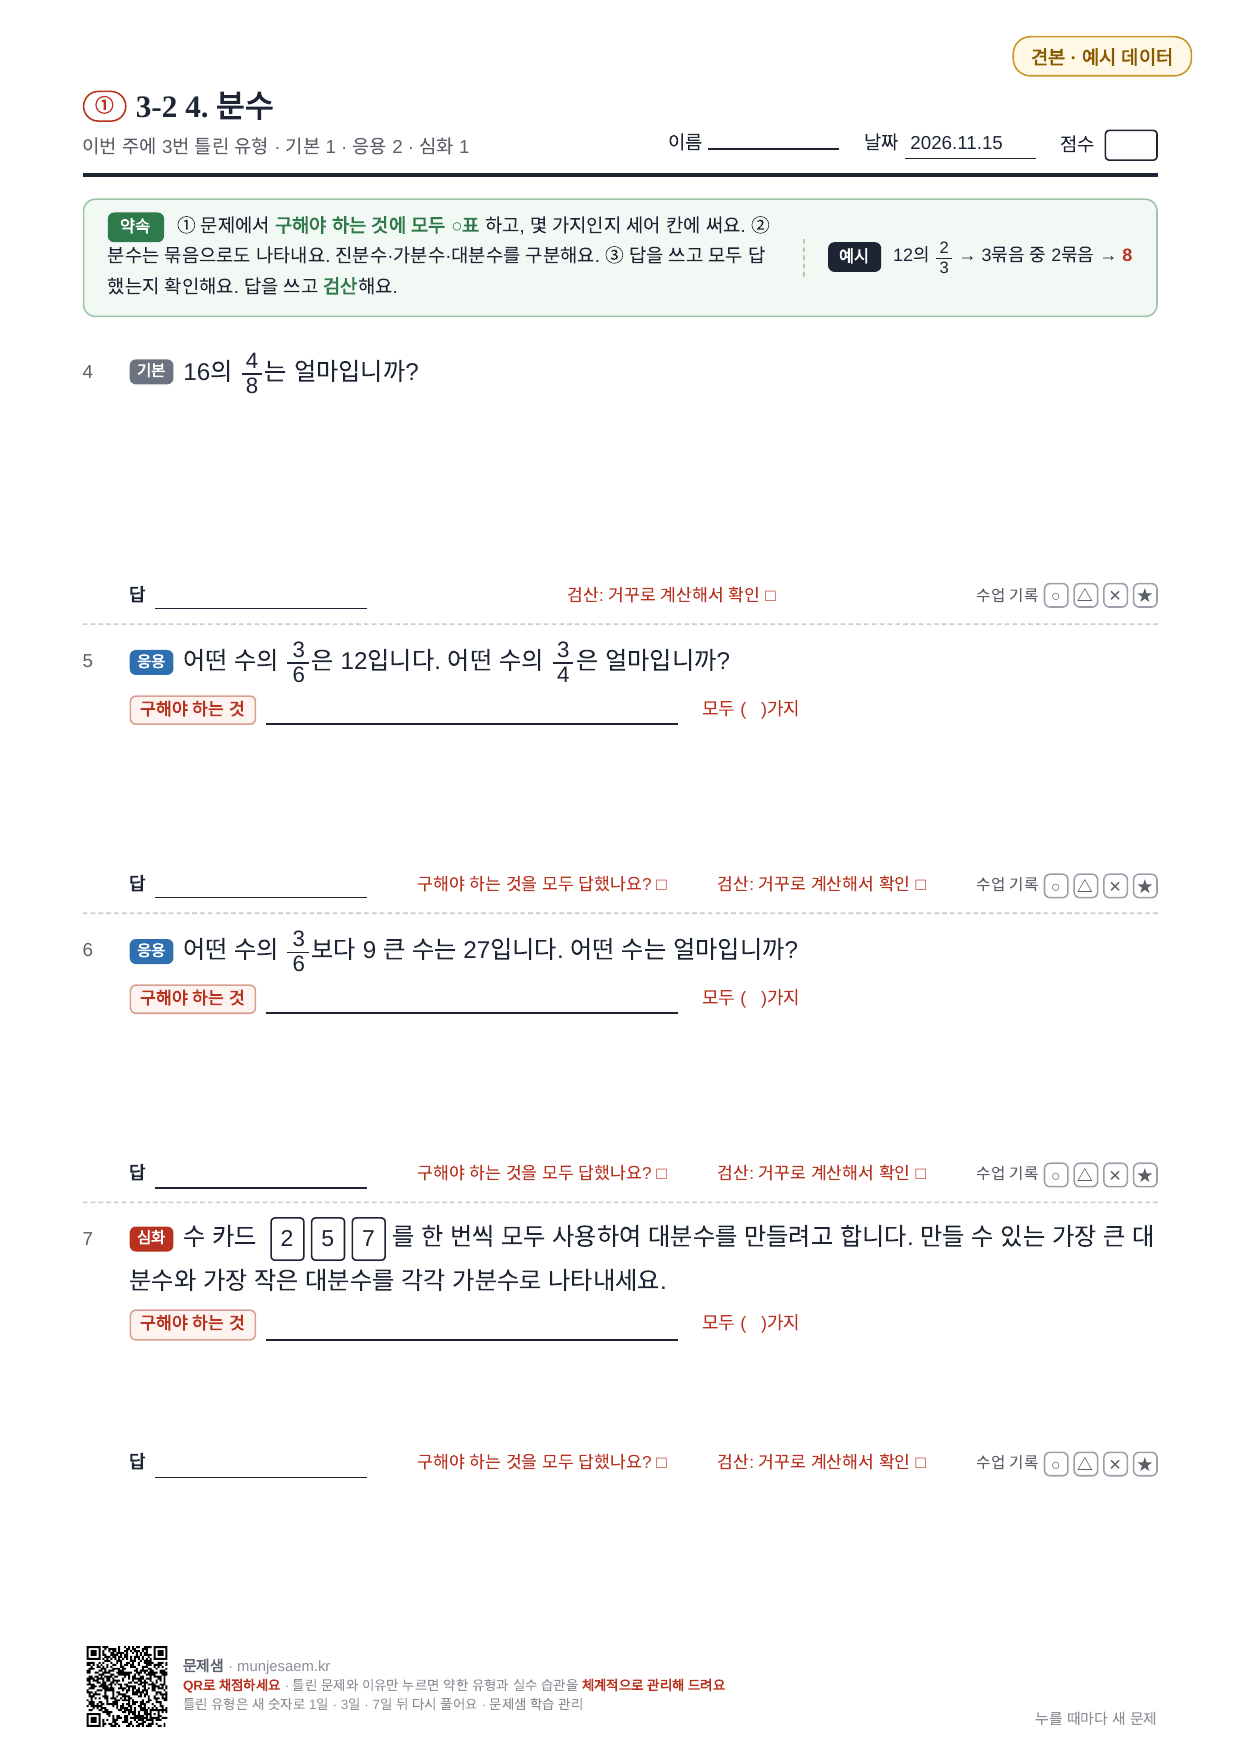 견본 · 예시 데이터
① 3-2 4. 분수
이번 주에 3번 틀린 유형 · 기본 1 · 응용 2 · 심화 1
이름 날짜 2026.11.15 점수
약속 ① 문제에서 구해야 하는 것에 모두 ○표 하고, 몇 가지인지 세어 칸에 써요. ②
분수는 묶음으로도 나타내요. 진분수·가분수·대분수를 구분해요. ③ 답을 쓰고 모두 답
했는지 확인해요. 답을 쓰고 검산해요.
예시 12의 2/3 → 3묶음 중 2묶음 → 8
4 기본 16의 4/8는 얼마입니까?
답 검산: 거꾸로 계산해서 확인 □ 수업 기록 ○ △ ✕ ★
5 응용 어떤 수의 3/6은 12입니다. 어떤 수의 3/4은 얼마입니까?
구해야 하는 것 모두 ( )가지
답 구해야 하는 것을 모두 답했나요? □ 검산: 거꾸로 계산해서 확인 □ 수업 기록 ○ △ ✕ ★
6 응용 어떤 수의 3/6보다 9 큰 수는 27입니다. 어떤 수는 얼마입니까?
구해야 하는 것 모두 ( )가지
답 구해야 하는 것을 모두 답했나요? □ 검산: 거꾸로 계산해서 확인 □ 수업 기록 ○ △ ✕ ★
7 심화 수 카드 2 5 7 를 한 번씩 모두 사용하여 대분수를 만들려고 합니다. 만들 수 있는 가장 큰 대
분수와 가장 작은 대분수를 각각 가분수로 나타내세요.
구해야 하는 것 모두 ( )가지
답 구해야 하는 것을 모두 답했나요? □ 검산: 거꾸로 계산해서 확인 □ 수업 기록 ○ △ ✕ ★
문제샘 · munjesaem.kr
QR로 채점하세요 · 틀린 문제와 이유만 누르면 약한 유형과 실수 습관을 체계적으로 관리해 드려요
틀린 유형은 새 숫자로 1일 · 3일 · 7일 뒤 다시 풀어요 · 문제샘 학습 관리
누를 때마다 새 문제